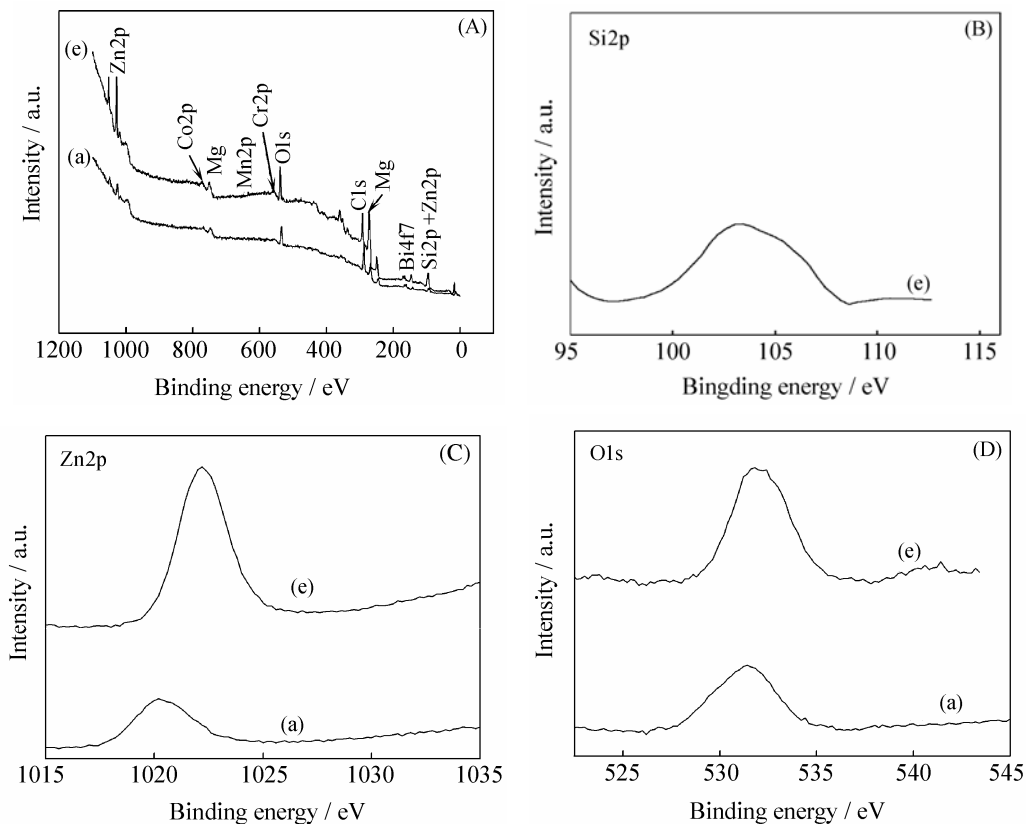 (A)
(e)
Zn2p
Co2p
Mg
Mn2p
Cr2p
O1s
C1s
Mg
Bi4f7
Si2p +Zn2p
(a)
Intensity / a.u.
1200 1000 800 600 400 200 0
Binding energy / eV
Si2p
(B)
(e)
Intensity / a.u.
95 100 105 110 115
Bingding energy / eV
Zn2p
(C)
(e)
(a)
Intensity / a.u.
1015 1020 1025 1030 1035
Binding energy / eV
O1s
(D)
(e)
(a)
Intensity / a.u.
525 530 535 540 545
Binding energy / eV